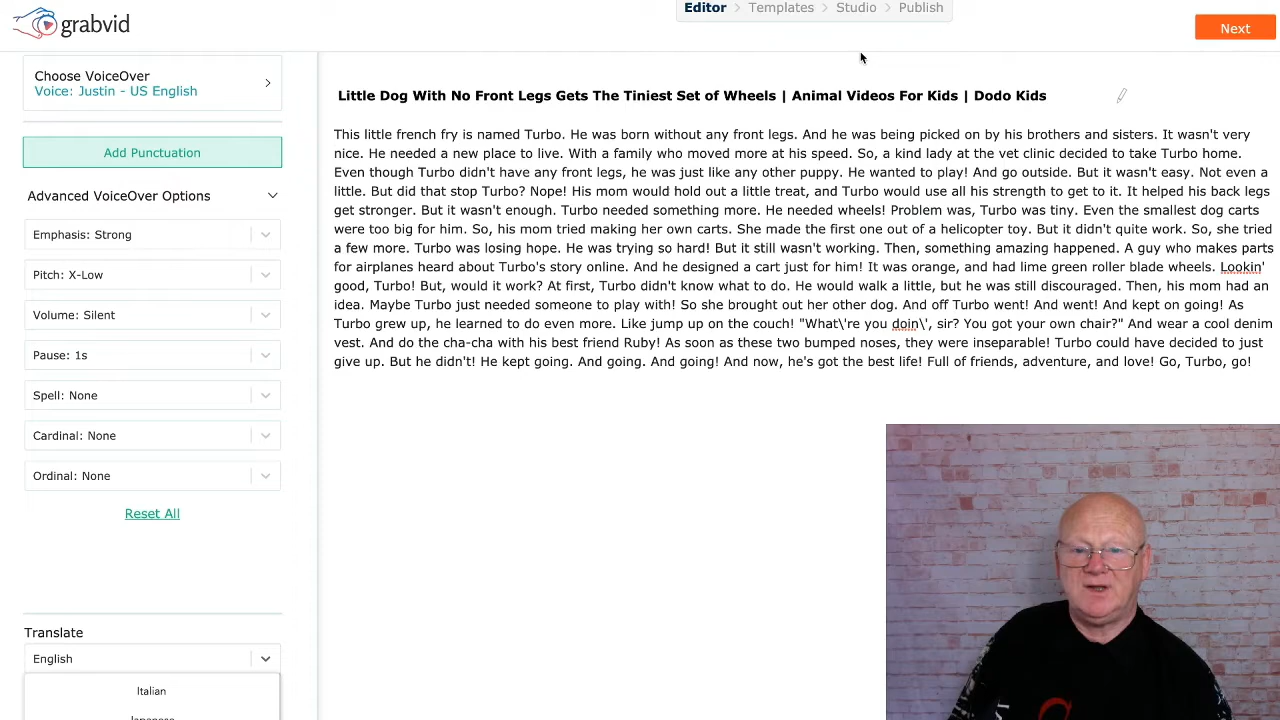 grabvid
Editor > Templates > Studio > Publish
Next
Choose VoiceOver
Voice: Justin - US English
Add Punctuation
Advanced VoiceOver Options
Emphasis: Strong
Pitch: X-Low
Volume: Silent
Pause: 1s
Spell: None
Cardinal: None
Ordinal: None
Reset All
Translate
English
Italian
Japanese
Little Dog With No Front Legs Gets The Tiniest Set of Wheels | Animal Videos For Kids | Dodo Kids
This little french fry is named Turbo. He was born without any front legs. And he was being picked on by his brothers and sisters. It wasn't very
nice. He needed a new place to live. With a family who moved more at his speed. So, a kind lady at the vet clinic decided to take Turbo home.
Even though Turbo didn't have any front legs, he was just like any other puppy. He wanted to play! And go outside. But it wasn't easy. Not even a
little. But did that stop Turbo? Nope! His mom would hold out a little treat, and Turbo would use all his strength to get to it. It helped his back legs
get stronger. But it wasn't enough. Turbo needed something more. He needed wheels! Problem was, Turbo was tiny. Even the smallest dog carts
were too big for him. So, his mom tried making her own carts. She made the first one out of a helicopter toy. But it didn't quite work. So, she tried
a few more. Turbo was losing hope. He was trying so hard! But it still wasn't working. Then, something amazing happened. A guy who makes parts
for airplanes heard about Turbo's story online. And he designed a cart just for him! It was orange, and had lime green roller blade wheels. Lookin'
good, Turbo! But, would it work? At first, Turbo didn't know what to do. He would walk a little, but he was still discouraged. Then, his mom had an
idea. Maybe Turbo just needed someone to play with! So she brought out her other dog. And off Turbo went! And went! And kept on going! As
Turbo grew up, he learned to do even more. Like jump up on the couch! "What\'re you doin\', sir? You got your own chair?" And wear a cool denim
vest. And do the cha-cha with his best friend Ruby! As soon as these two bumped noses, they were inseparable! Turbo could have decided to just
give up. But he didn't! He kept going. And going. And going! And now, he's got the best life! Full of friends, adventure, and love! Go, Turbo, go!